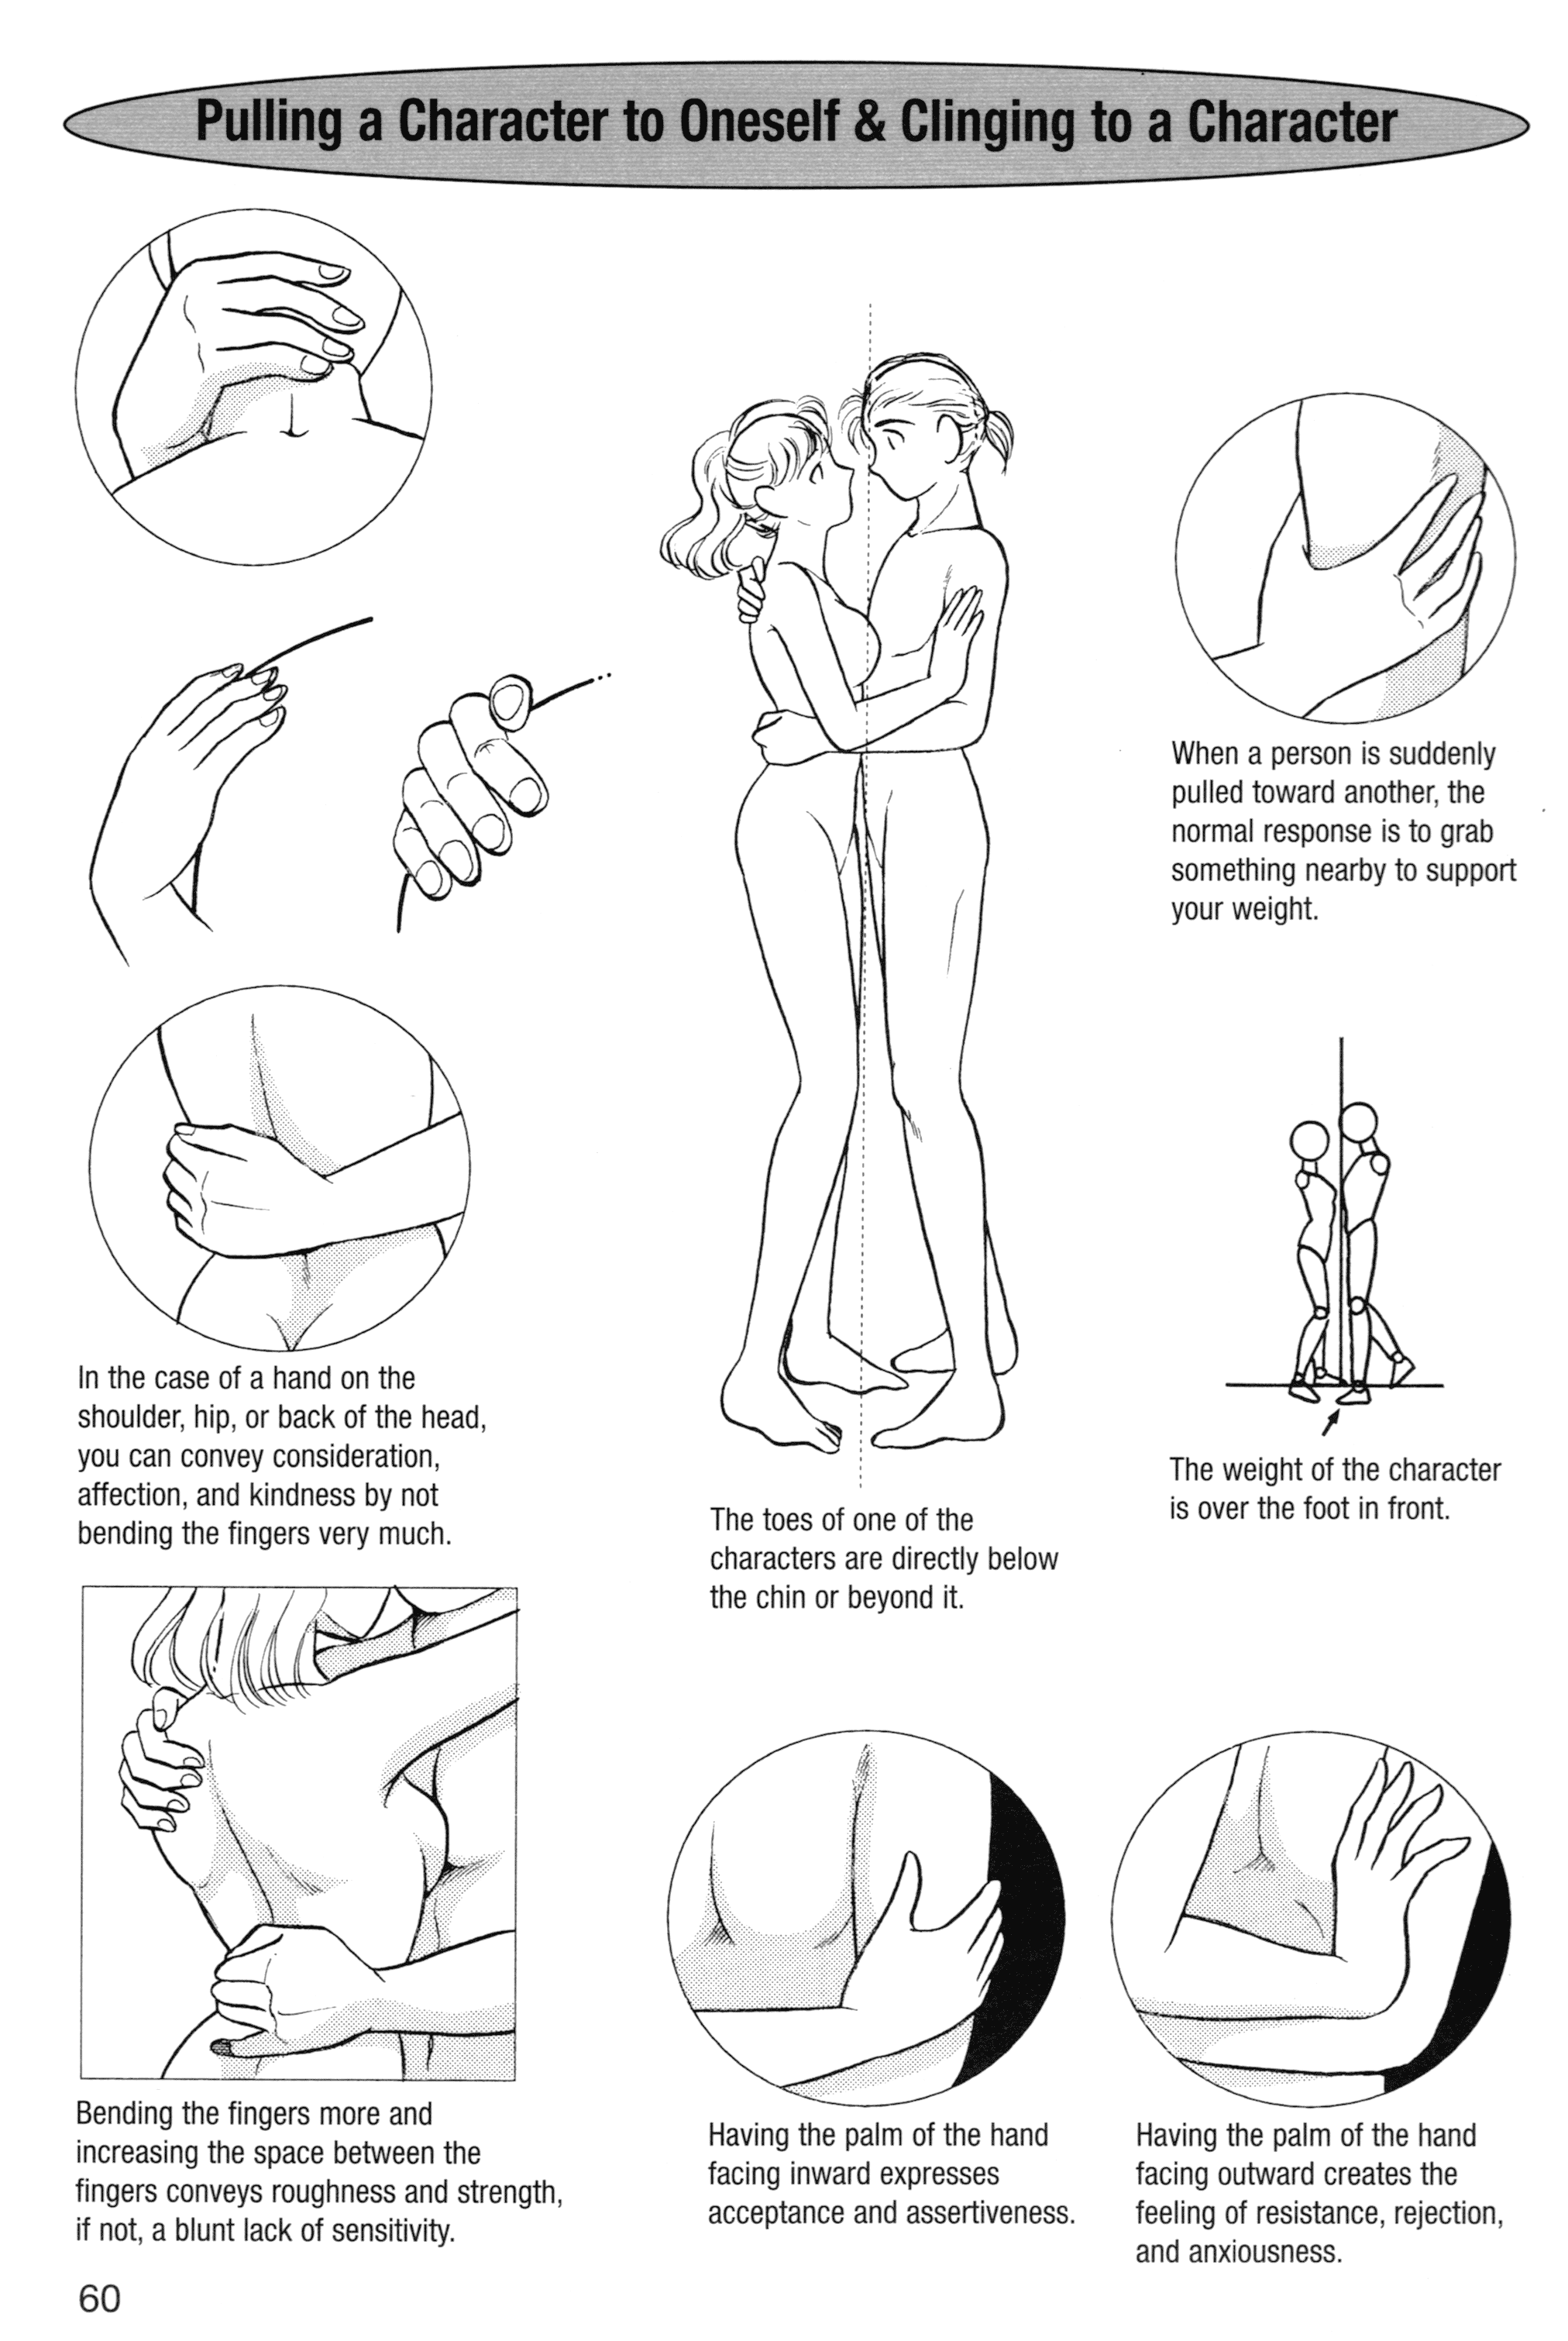 Pulling a Character to Oneself & Clinging to a Character
When a person is suddenly
pulled toward another, the
normal response is to grab
something nearby to support
your weight.
In the case of a hand on the
shoulder, hip, or back of the head,
you can convey consideration,
affection, and kindness by not
bending the fingers very much.
The toes of one of the
characters are directly below
the chin or beyond it.
The weight of the character
is over the foot in front.
Bending the fingers more and
increasing the space between the
fingers conveys roughness and strength,
if not, a blunt lack of sensitivity.
Having the palm of the hand
facing inward expresses
acceptance and assertiveness.
Having the palm of the hand
facing outward creates the
feeling of resistance, rejection,
and anxiousness.
60